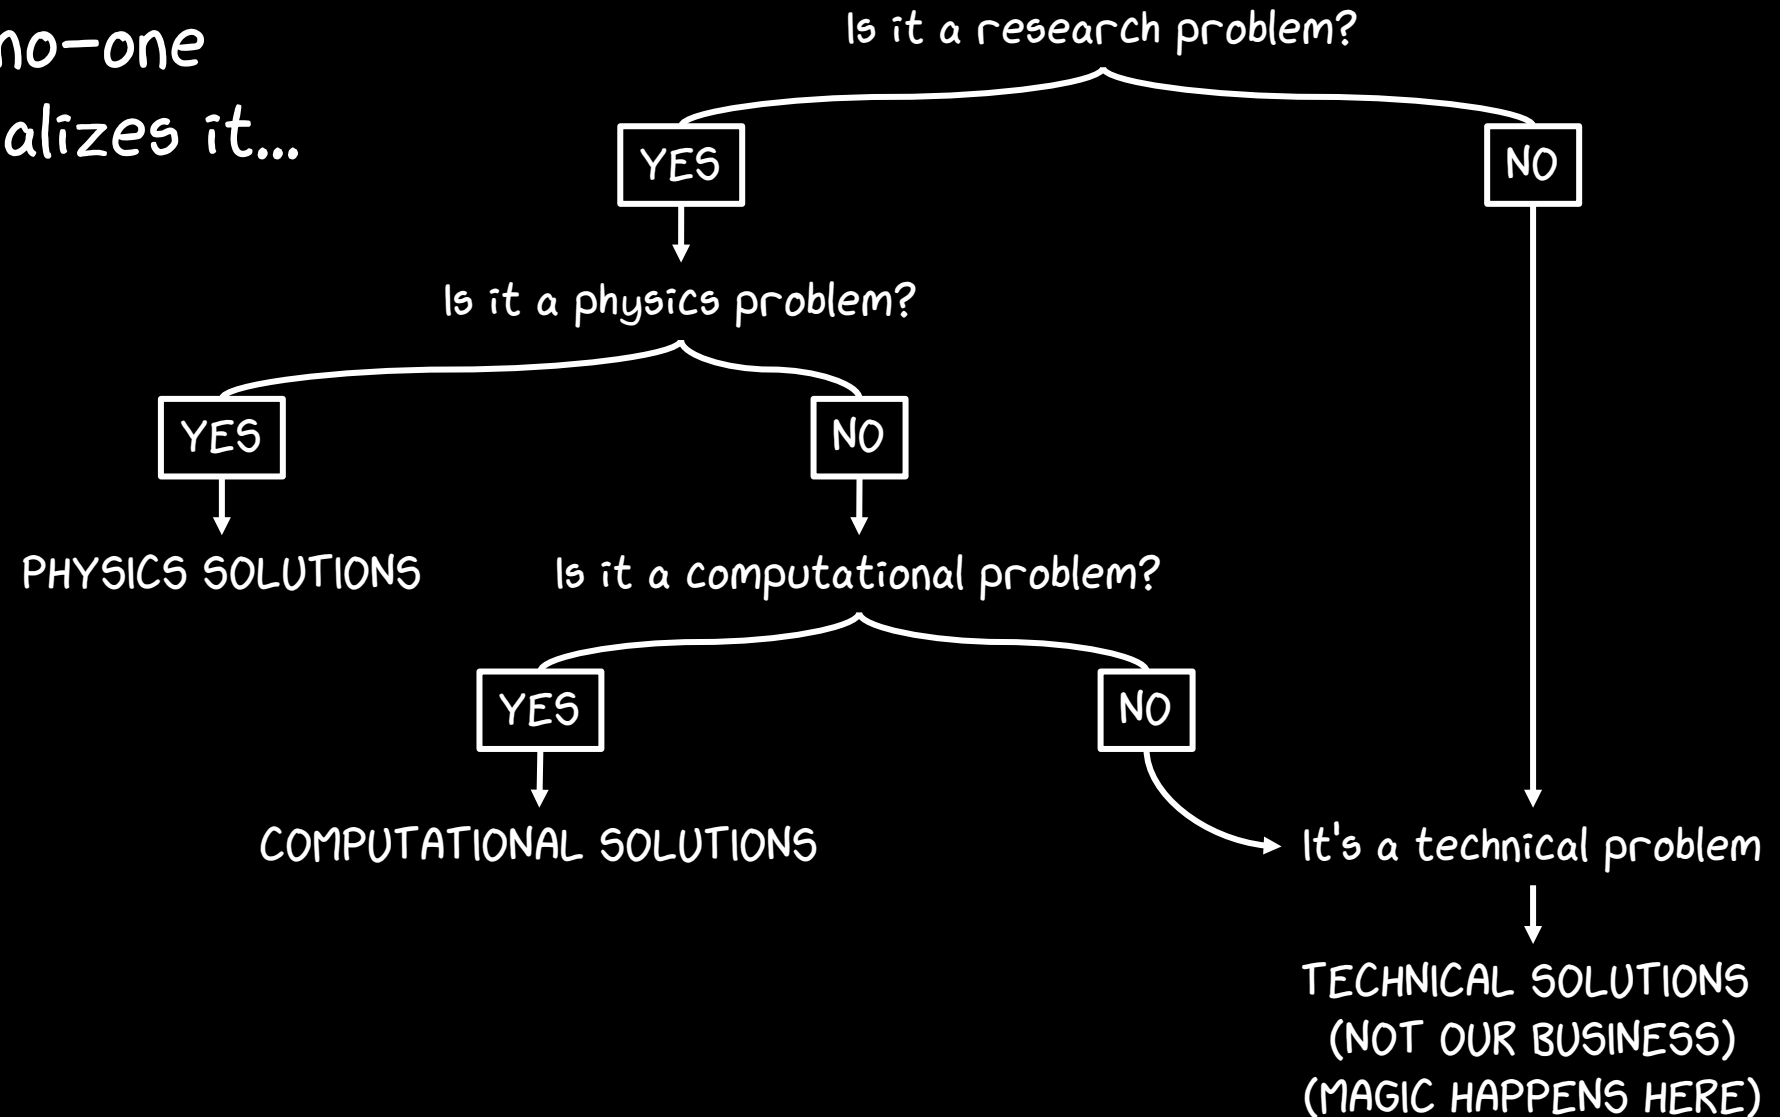 no-one
alizes it...
Is it a research problem?
YES
NO
Is it a physics problem?
YES
NO
PHYSICS SOLUTIONS
Is it a computational problem?
YES
NO
COMPUTATIONAL SOLUTIONS
It's a technical problem
TECHNICAL SOLUTIONS
(NOT OUR BUSINESS)
(MAGIC HAPPENS HERE)